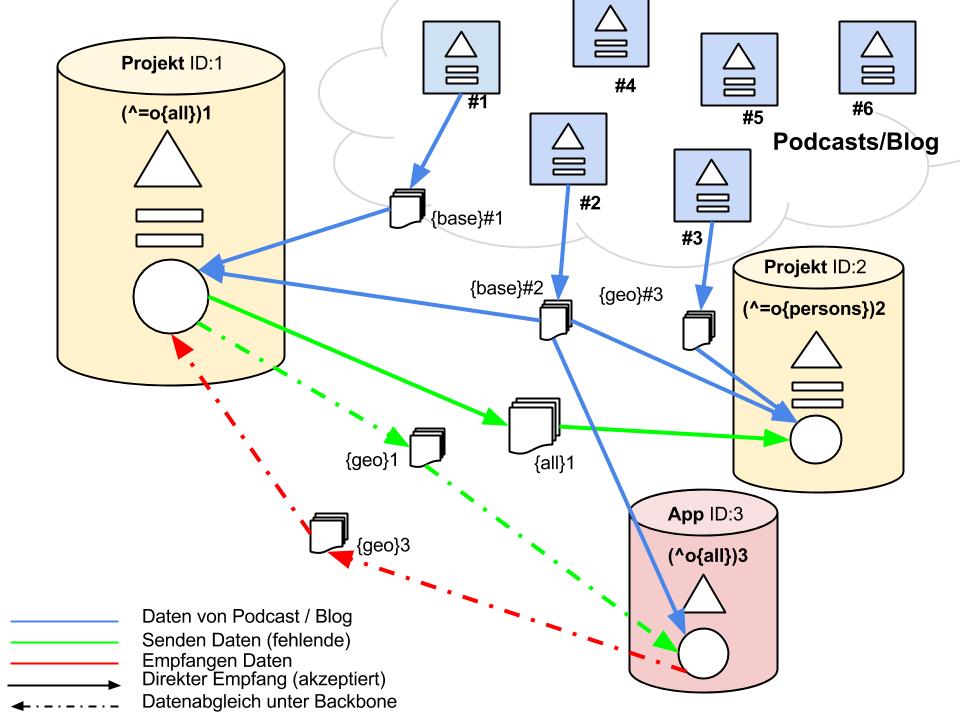 Projekt ID:1
(^=o{all})1
#1
#4
#5
#6
Podcasts/Blog
#2
#3
{base}#1
{base}#2
{geo}#3
Projekt ID:2
(^=o{persons})2
{geo}1
{all}1
{geo}3
App ID:3
(^o{all})3
Daten von Podcast / Blog
Senden Daten (fehlende)
Empfangen Daten
Direkter Empfang (akzeptiert)
Datenabgleich unter Backbone